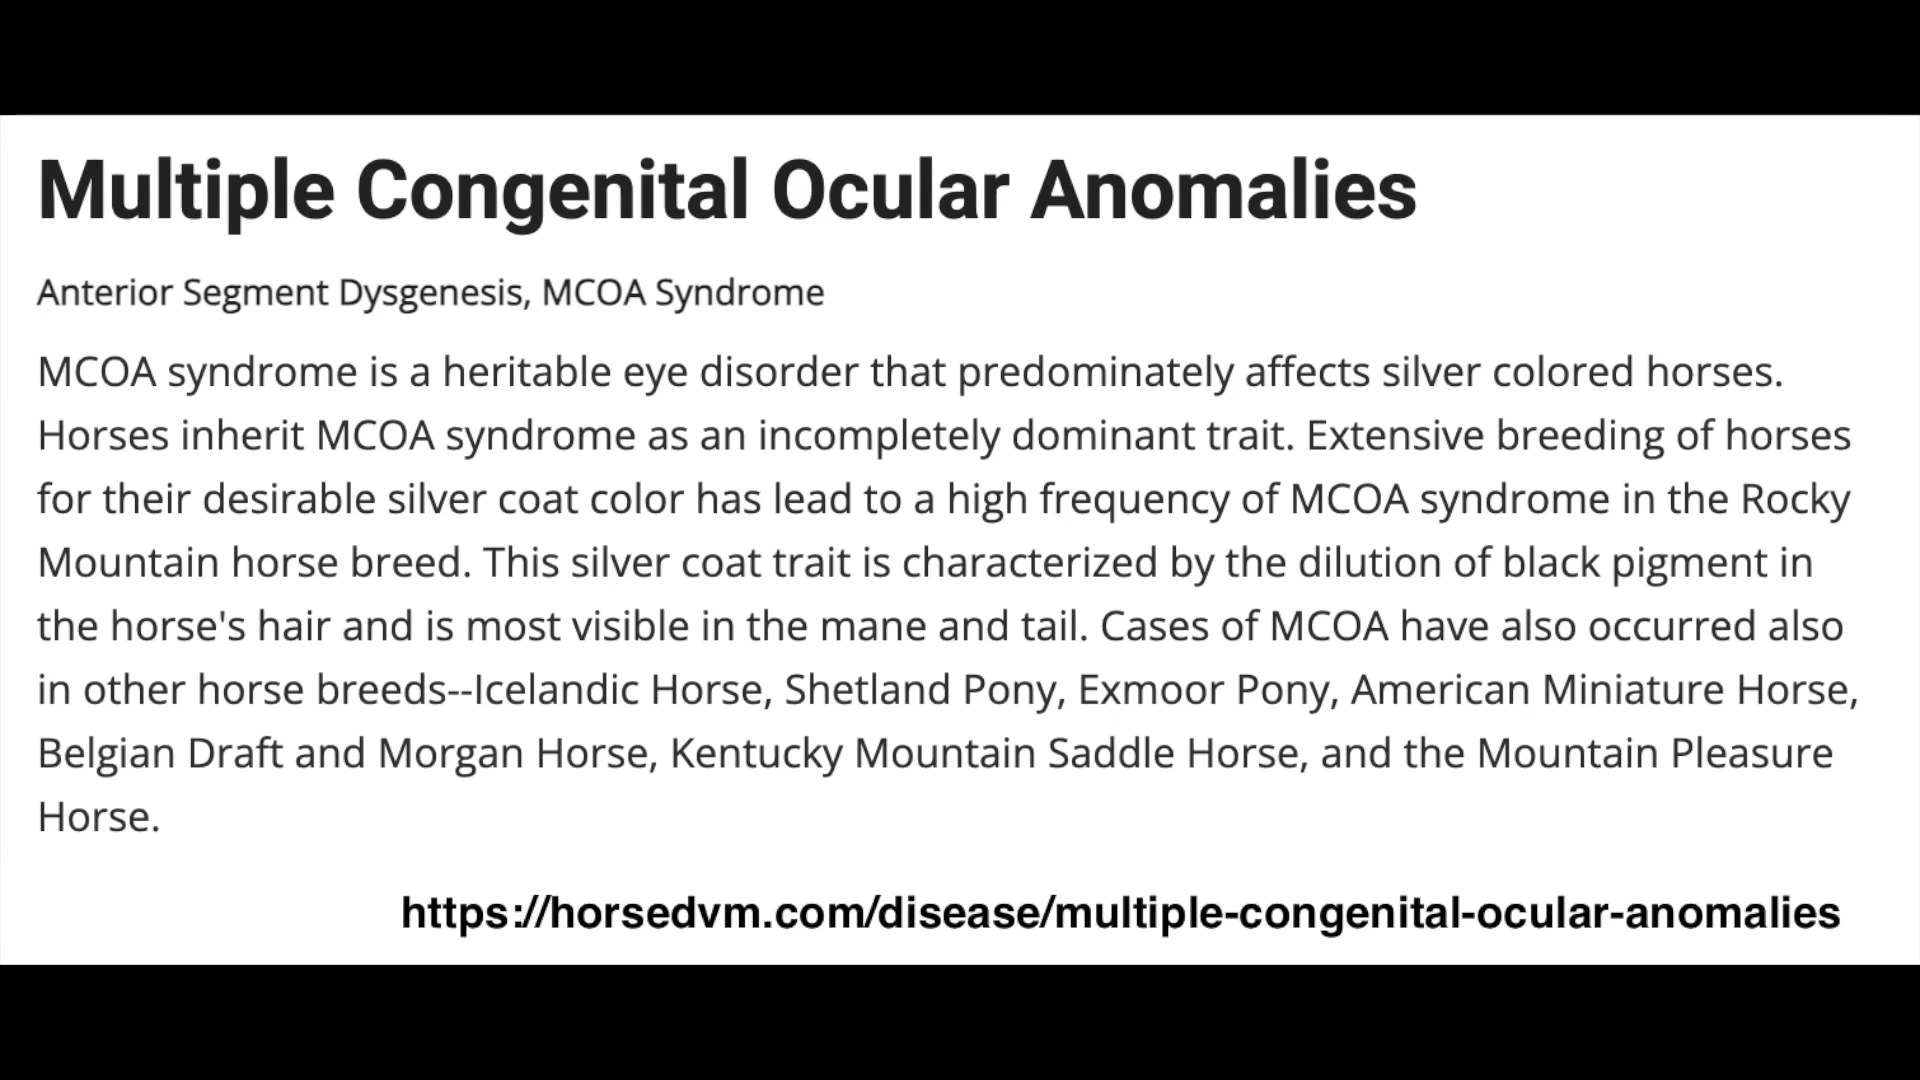 Multiple Congenital Ocular Anomalies
Anterior Segment Dysgenesis, MCOA Syndrome
MCOA syndrome is a heritable eye disorder that predominately affects silver colored horses.
Horses inherit MCOA syndrome as an incompletely dominant trait. Extensive breeding of horses
for their desirable silver coat color has lead to a high frequency of MCOA syndrome in the Rocky
Mountain horse breed. This silver coat trait is characterized by the dilution of black pigment in
the horse's hair and is most visible in the mane and tail. Cases of MCOA have also occurred also
in other horse breeds--Icelandic Horse, Shetland Pony, Exmoor Pony, American Miniature Horse,
Belgian Draft and Morgan Horse, Kentucky Mountain Saddle Horse, and the Mountain Pleasure
Horse.
https://horsedvm.com/disease/multiple-congenital-ocular-anomalies